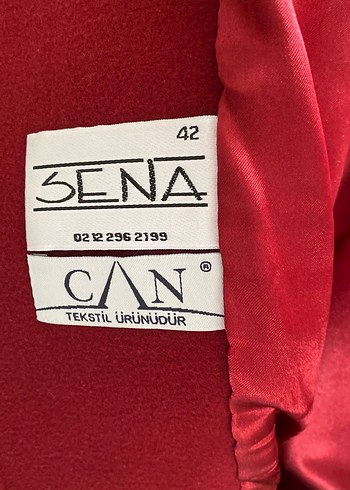 42
SENA
0212 296 2199
CAN ®
TEKSTİL ÜRÜNÜDÜR